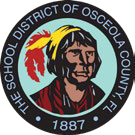 THE SCHOOL DISTRICT OF OSCEOLA COUNTY, FL
• 1887 •